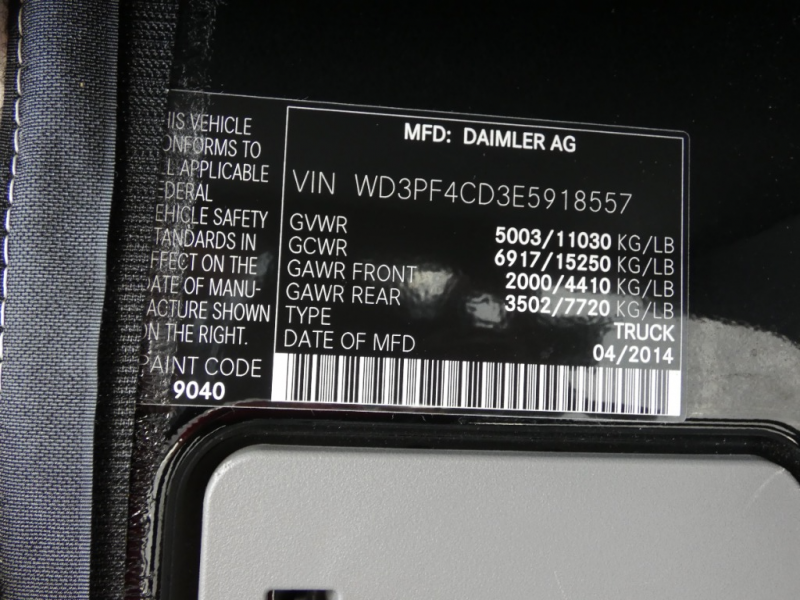 IIS VEHICLE
ONFORMS TO
L APPLICABLE
EDERAL
EHICLE SAFETY
TANDARDS IN
FFECT ON THE
ATE OF MANU-
ACTURE SHOWN
N THE RIGHT.
PAINT CODE
9040
MFD: DAIMLER AG
VIN WD3PF4CD3E5918557
GVWR 5003/11030 KG/LB
GCWR 6917/15250 KG/LB
GAWR FRONT 2000/4410 KG/LB
GAWR REAR 3502/7720 KG/LB
TYPE TRUCK
DATE OF MFD 04/2014